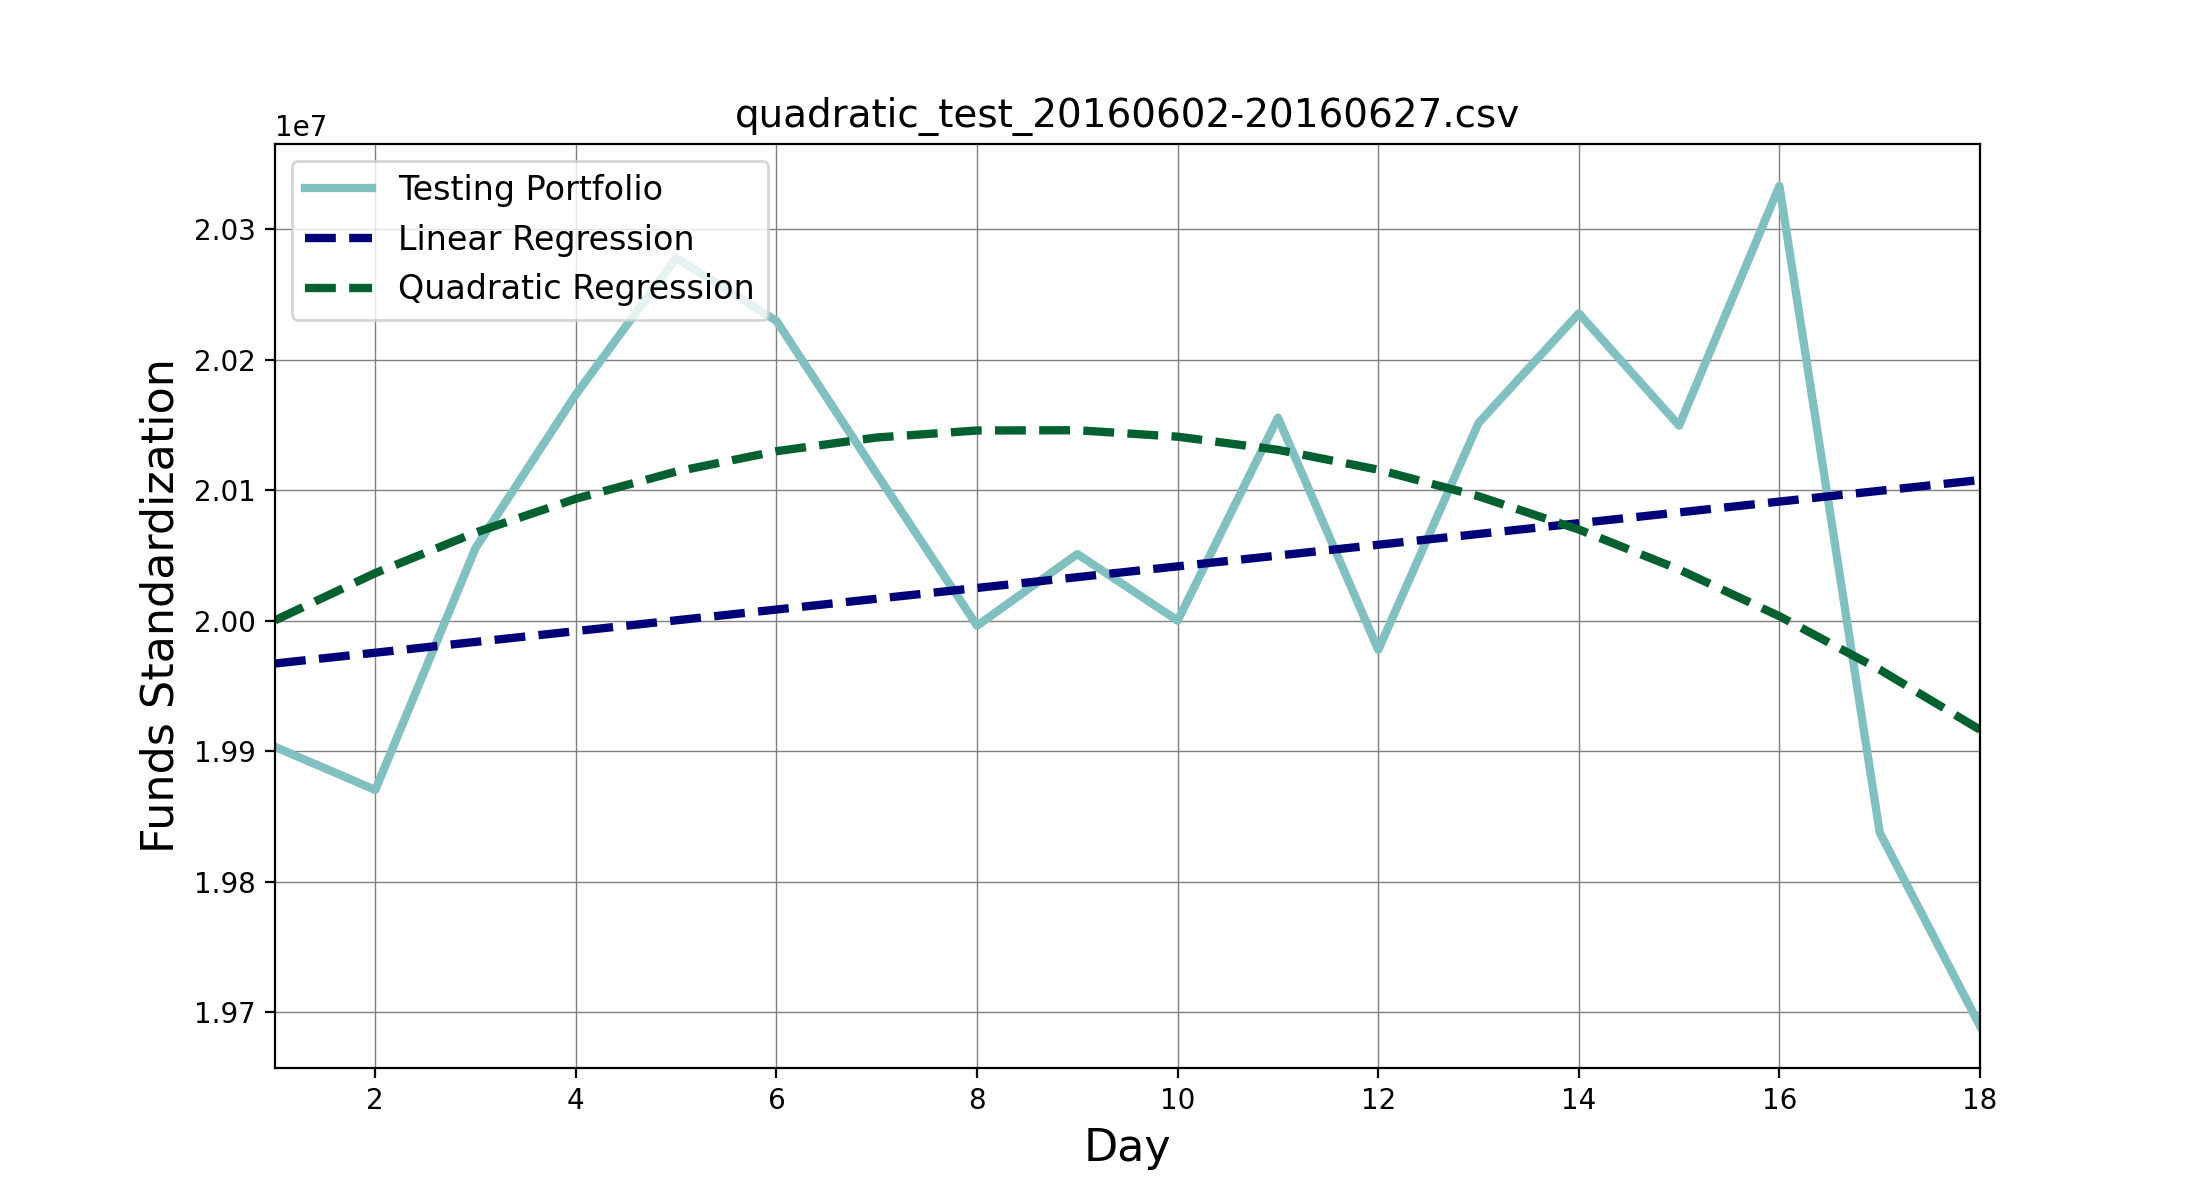 quadratic_test_20160602-20160627.csv
1e7
Testing Portfolio
Linear Regression
Quadratic Regression
2.03
2.02
2.01
2.00
1.99
1.98
1.97
Funds Standardization
2 4 6 8 10 12 14 16 18
Day